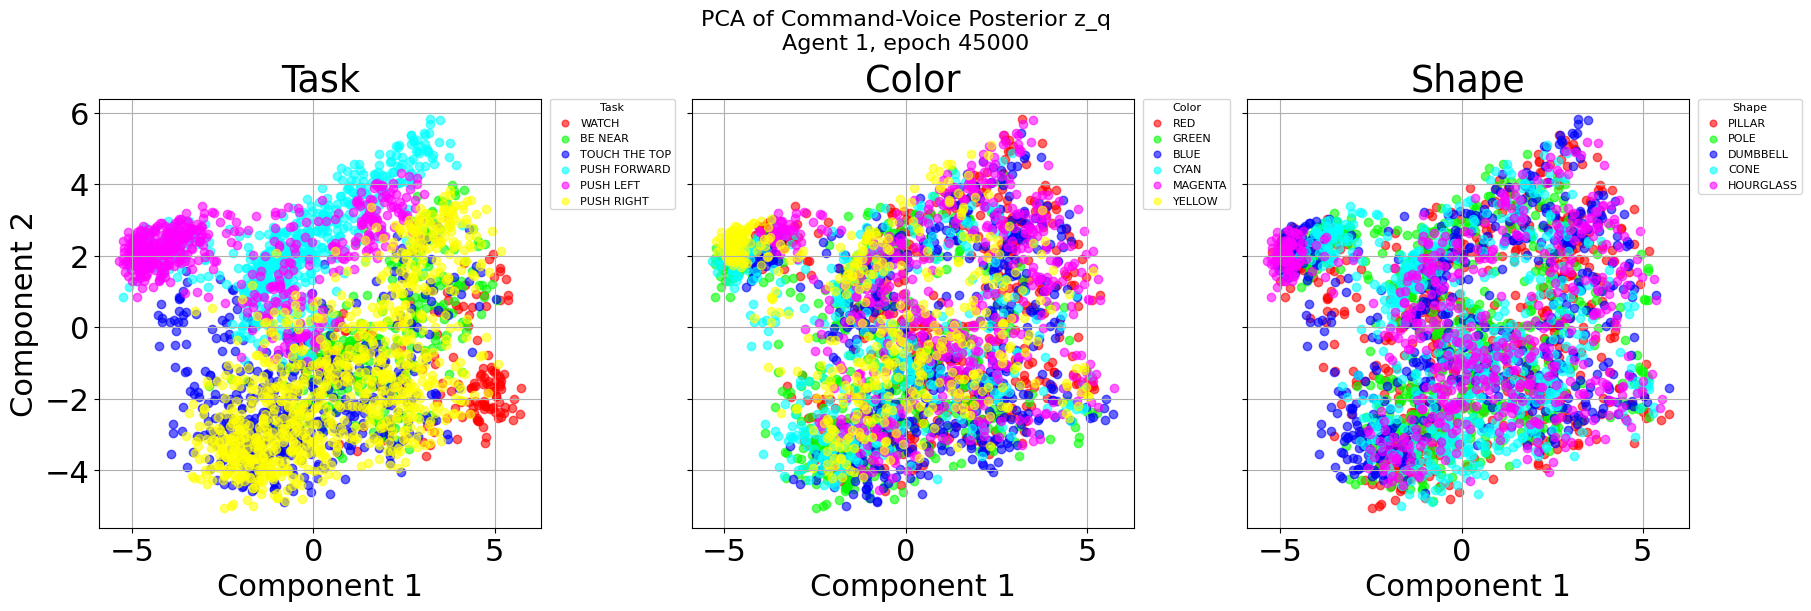 PCA of Command-Voice Posterior z_q
Agent 1, epoch 45000
Task
Color
Shape
Component 2
6
4
2
0
−2
−4
−5
0
5
Component 1
Task
WATCH
BE NEAR
TOUCH THE TOP
PUSH FORWARD
PUSH LEFT
PUSH RIGHT
−5
0
5
Component 1
Color
RED
GREEN
BLUE
CYAN
MAGENTA
YELLOW
−5
0
5
Component 1
Shape
PILLAR
POLE
DUMBBELL
CONE
HOURGLASS